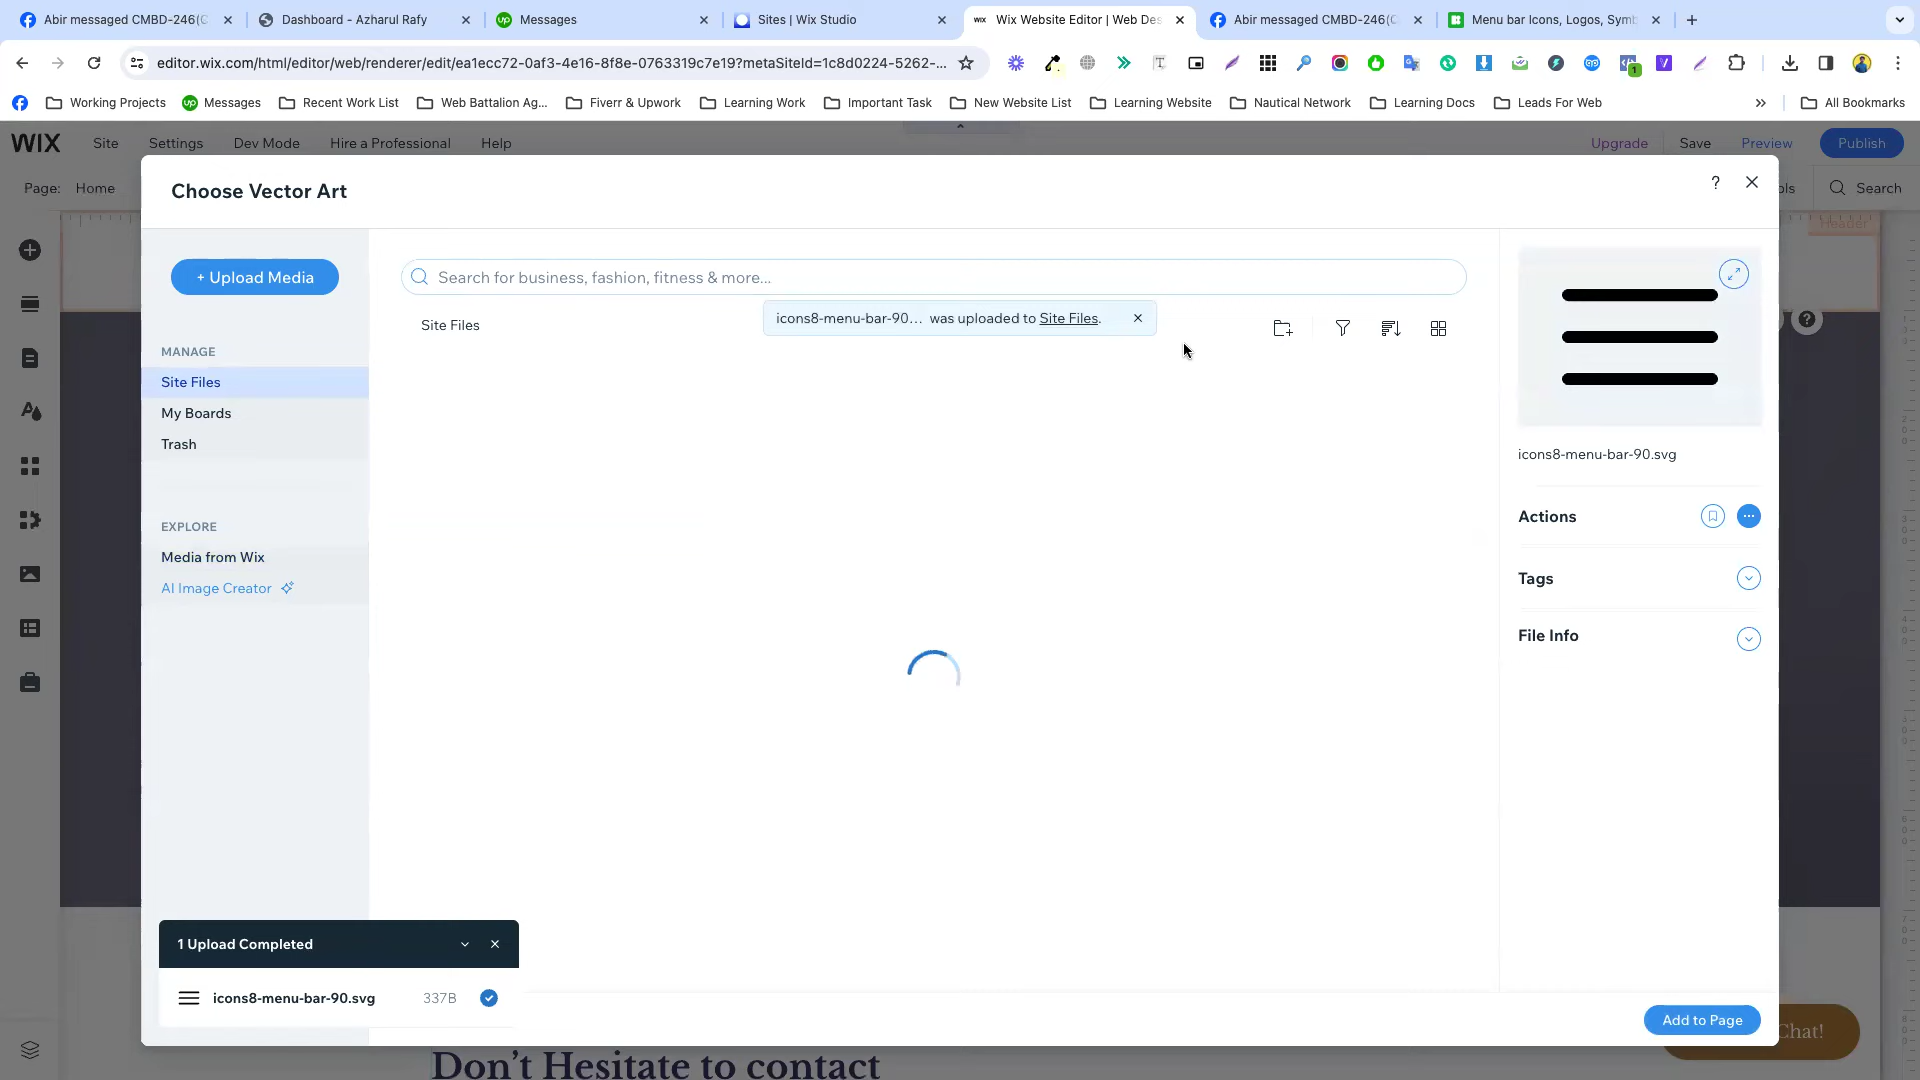 Abir messaged CMBD-246(
Dashboard - Azharul Rafy
Messages
Sites | Wix Studio
Wix Website Editor | Web Des
Abir messaged CMBD-246(
Menu bar Icons, Logos, Symb
editor.wix.com/html/editor/web/renderer/edit/ea1ecc72-0af3-4e16-8f8e-0763319c7e19?metaSiteId=1c8d0224-5262-...
Working Projects
Messages
Recent Work List
Web Battalion Ag...
Fiverr & Upwork
Learning Work
Important Task
New Website List
Learning Website
Nautical Network
Learning Docs
Leads For Web
All Bookmarks
WIX
Site
Settings
Dev Mode
Hire a Professional
Help
Upgrade
Save
Preview
Publish
Page: Home
Search
Header
Choose Vector Art
+ Upload Media
Search for business, fashion, fitness & more...
Site Files
icons8-menu-bar-90... was uploaded to Site Files.
MANAGE
Site Files
My Boards
Trash
EXPLORE
Media from Wix
AI Image Creator
icons8-menu-bar-90.svg
Actions
Tags
File Info
1 Upload Completed
icons8-menu-bar-90.svg
337B
Add to Page
Chat!
Don't Hesitate to contact